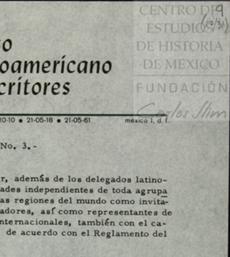 CENTRO DE
ESTUDIOS
DE HISTORIA
DE MEXICO
FUNDACIÓN
Carlos Slim
so
oamericano
critores
10-10 • 21-05-18 • 21-05-61 méxico 1, d. f.
No. 3.-
r, además de los delegados latino-
ades independientes de toda agrupa
as regiones del mundo como invita-
adores, así como representantes de
nternacionales, también con el ca-
de acuerdo con el Reglamento del